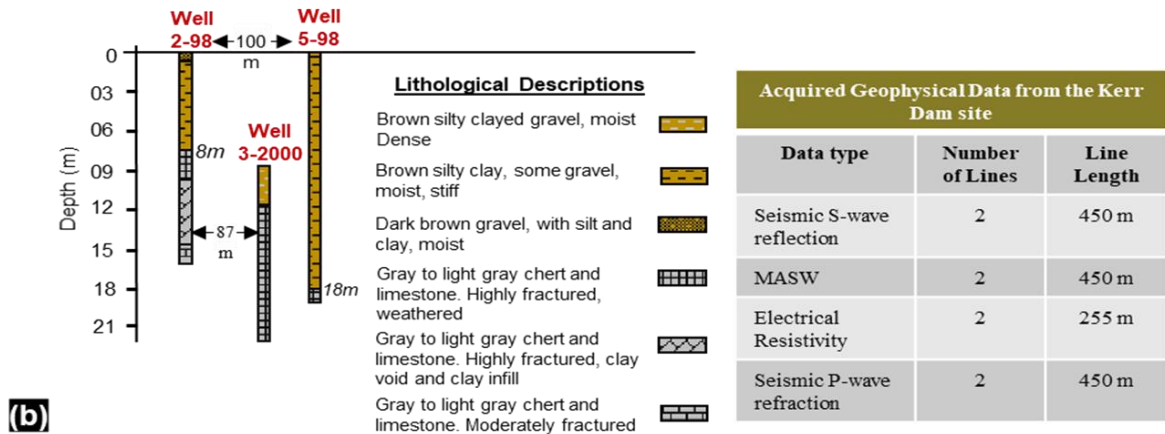 Well
2-98
100
m
Well
5-98
0
03
06
09
12
15
18
21
Depth (m)
8m
Well
3-2000
87
m
18m
Lithological Descriptions
Brown silty clayed gravel, moist
Dense
Brown silty clay, some gravel,
moist, stiff
Dark brown gravel, with silt and
clay, moist
Gray to light gray chert and
limestone. Highly fractured,
weathered
Gray to light gray chert and
limestone. Highly fractured, clay
void and clay infill
Gray to light gray chert and
limestone. Moderately fractured
(b)
Acquired Geophysical Data from the Kerr
Dam site
Data type
Number
of Lines
Line
Length
Seismic S-wave
reflection
2
450 m
MASW
2
450 m
Electrical
Resistivity
2
255 m
Seismic P-wave
refraction
2
450 m